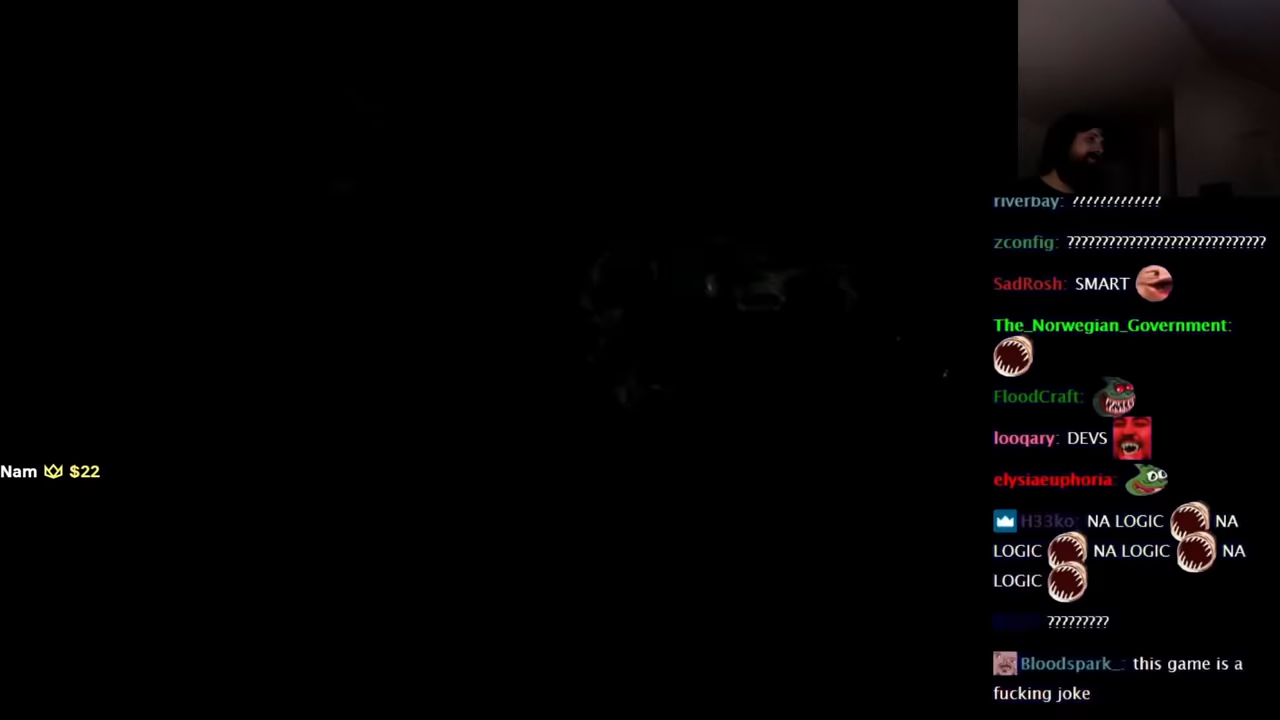 riverbay: ?????????????
zconfig: ?????????????????????????????
SadRosh: SMART
The_Norwegian_Government:
FloodCraft:
looqary: DEVS
Nam $22
elysiaeuphoria:
H33ko: NA LOGIC NA
LOGIC NA LOGIC NA
LOGIC
?????????
Bloodspark_: this game is a
fucking joke